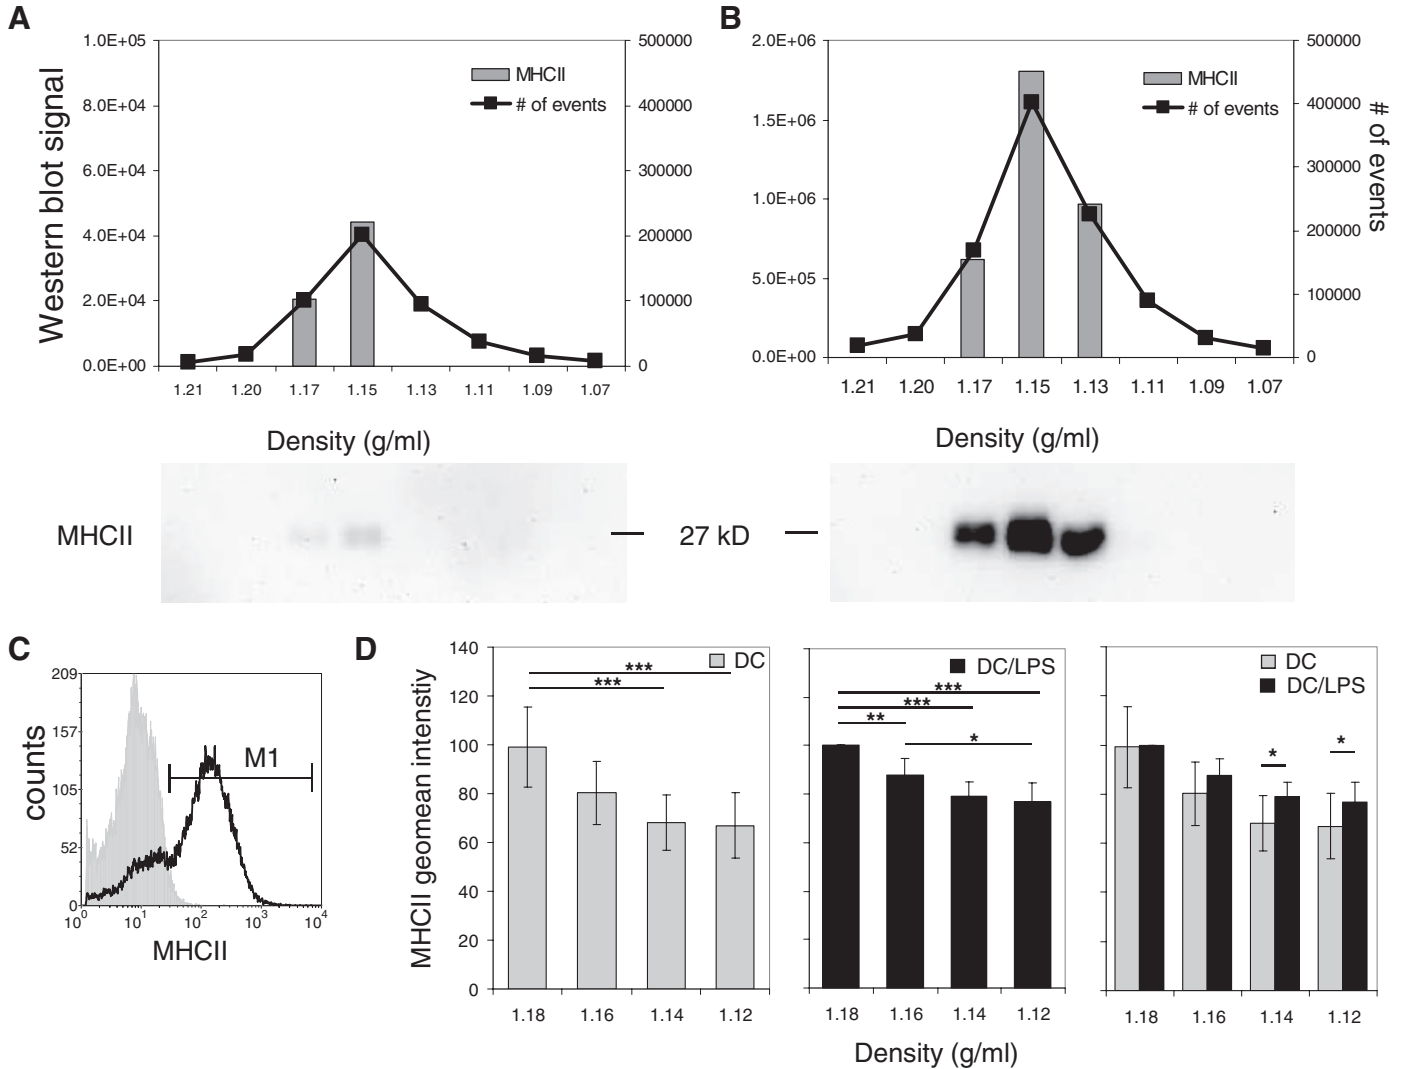 A
1.0E+05
8.0E+04
6.0E+04
4.0E+04
2.0E+04
0.0E+00
Western blot signal
500000
400000
300000
200000
100000
0
MHCII
# of events
1.21 1.20 1.17 1.15 1.13 1.11 1.09 1.07
Density (g/ml)
B
2.0E+06
1.5E+06
1.0E+06
5.0E+05
0.0E+00
500000
400000
300000
200000
100000
0
# of events
MHCII
# of events
1.21 1.20 1.17 1.15 1.13 1.11 1.09 1.07
Density (g/ml)
MHCII
27 kD
C
counts
209
157
105
52
0
M1
10^0 10^1 10^2 10^3 10^4
MHCII
D
MHCII geomean intenstiy
140
120
100
80
60
40
20
0
DC
***
***
1.18 1.16 1.14 1.12
DC/LPS
***
***
**
*
1.18 1.16 1.14 1.12
DC
DC/LPS
*
*
1.18 1.16 1.14 1.12
Density (g/ml)